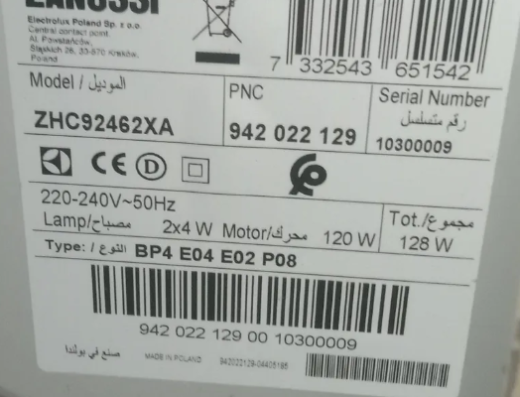 ZANUSSI
Electrolux Poland Sp. z o.o.
Central contact point.
Al. Powstańców,
Śląskich 26, 33-570 Kraków,
Poland
7 332543 651542
Model / الموديل
ZHC92462XA
PNC
942 022 129
Serial Number
رقم متسلسل
10300009
CE D
220-240V~50Hz
Lamp/مصباح 2x4 W Motor/محرك 120 W
Tot./مجموع
128 W
Type: / النوع BP4 E04 E02 P08
942 022 129 00 10300009
صنع في بولندا MADE IN POLAND 942022129-04405195